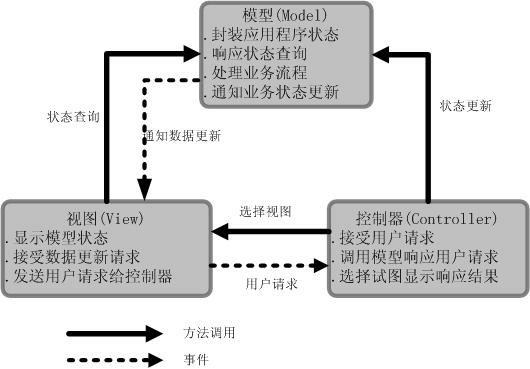 模型(Model)
.封装应用程序状态
.响应状态查询
.处理业务流程
.通知业务状态更新
状态查询
通知数据更新
状态更新
视图(View)
.显示模型状态
.接受数据更新请求
.发送用户请求给控制器
选择视图
用户请求
控制器(Controller)
.接受用户请求
.调用模型响应用户请求
.选择试图显示响应结果
方法调用
事件